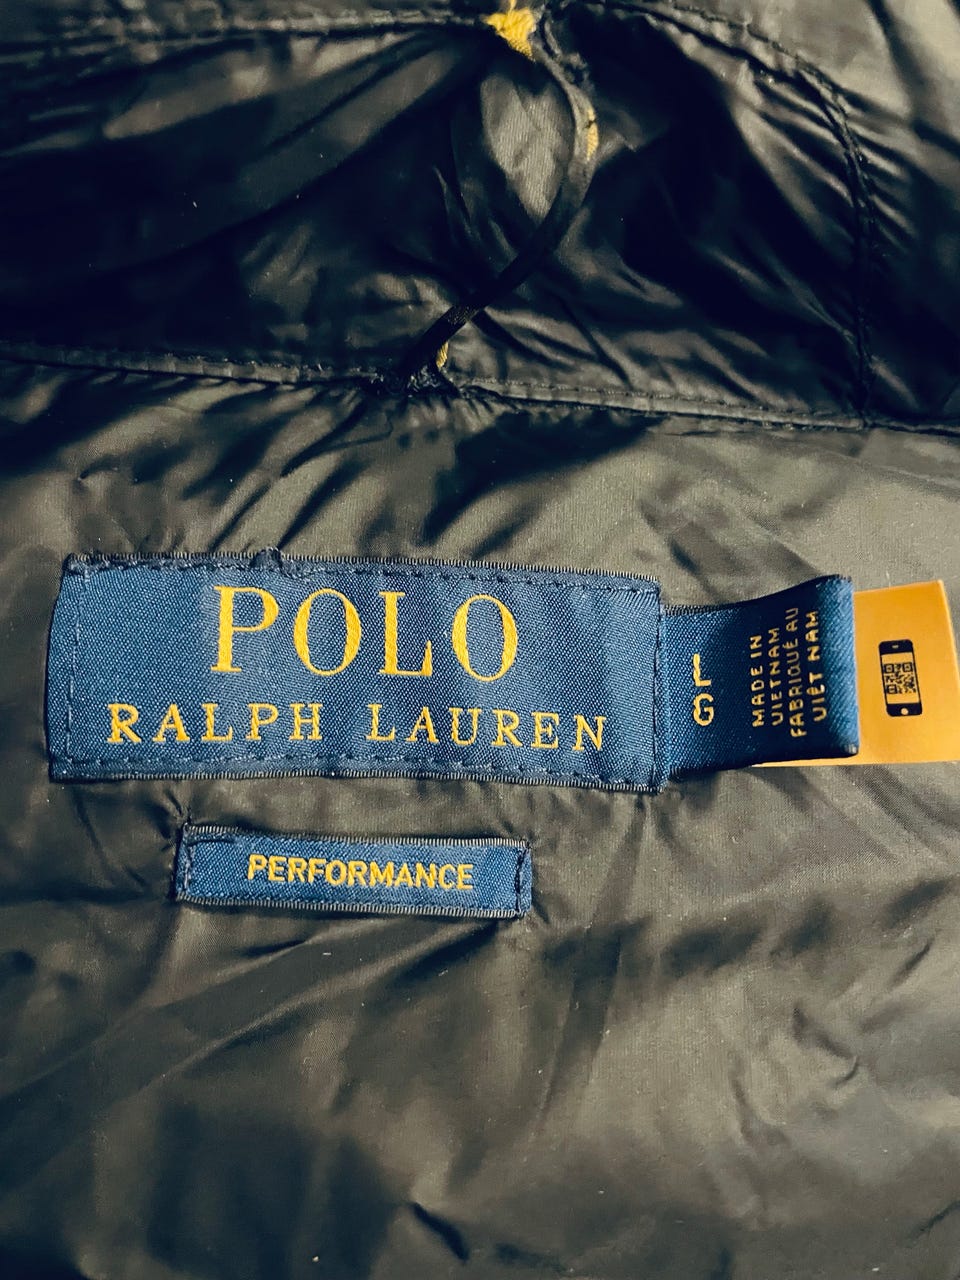 POLO
RALPH LAUREN
L
G
MADE IN
VIETNAM
FABRIQUÉ AU
VIÊT NAM
PERFORMANCE